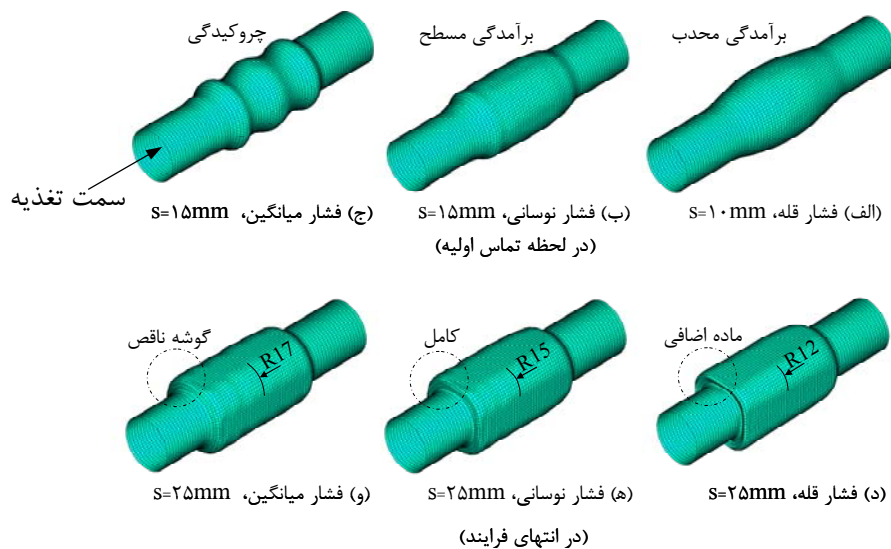 برآمدگی محدب
برآمدگی مسطح
چروکیدگی
سمت تغذیه
(الف) فشار قله، s=۱۰mm
(ب) فشار نوسانی، s=۱۵mm
(ج) فشار میانگین، s=۱۵mm
(در لحظه تماس اولیه)
ماده اضافی
کامل
گوشه ناقص
R12
R15
R17
(د) فشار قله، s=۲۵mm
(ه) فشار نوسانی، s=۲۵mm
(و) فشار میانگین، s=۲۵mm
(در انتهای فرایند)